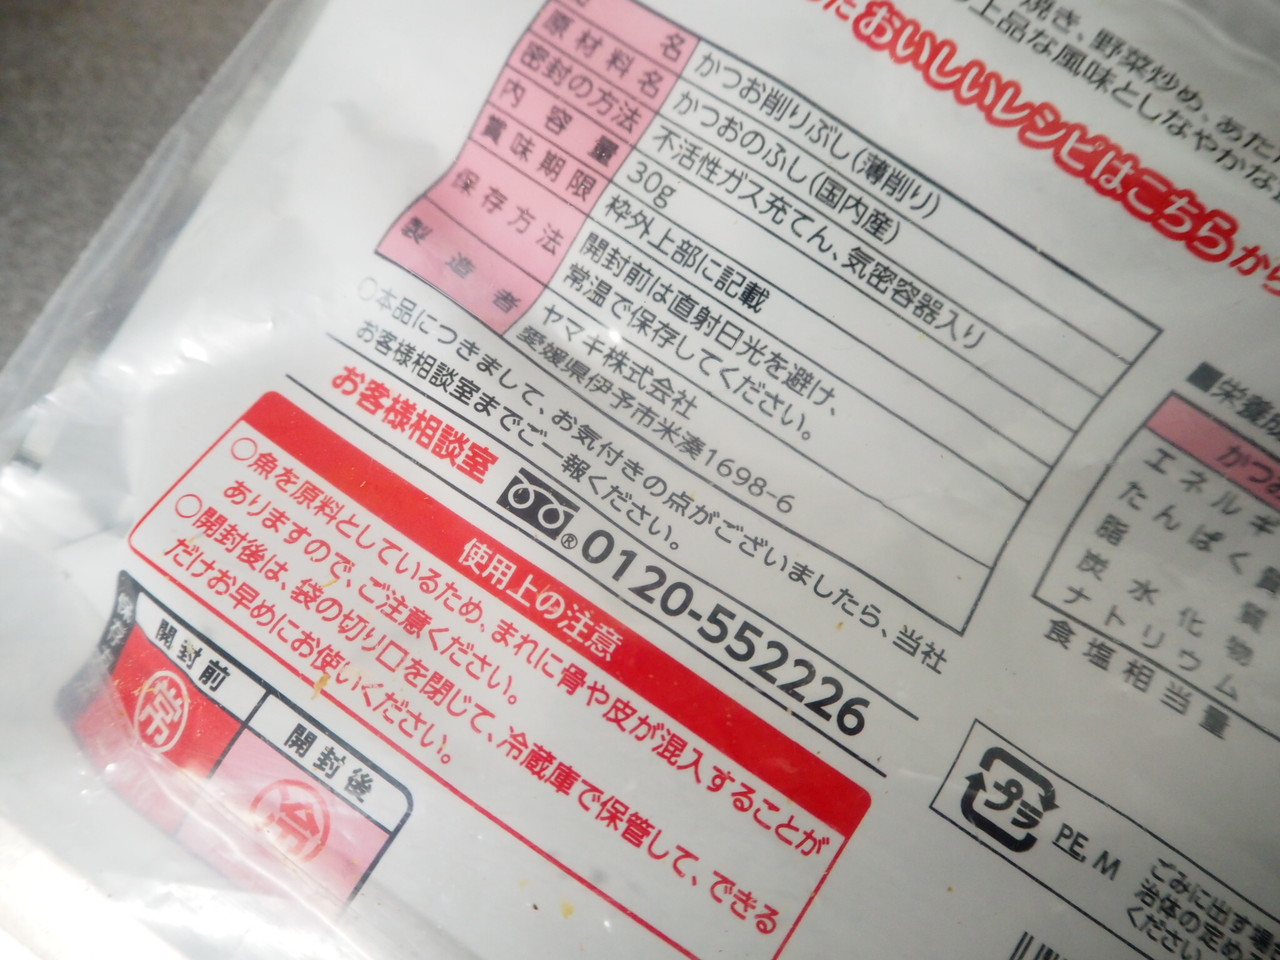 焼き、野菜炒め、あた
上品な風味としなやかな
おいしいレシピはこちらから
名 かつお削りぶし(薄削り)
原材料名 かつおのふし(国内産)
密封の方法 不活性ガス充てん、気密容器入り
内容量 30g
賞味期限 枠外上部に記載
保存方法 開封前は直射日光を避け、
常温で保存してください。
製造者 ヤマキ株式会社
愛媛県伊予市米湊1698-6
○本品につきまして、お気付きの点がございましたら、当社
お客様相談室までご一報ください。
お客様相談室 ®0120-552226
使用上の注意
○魚を原料としているため、まれに骨や皮が混入することが
ありますので、ご注意ください。
○開封後は、袋の切り口を閉じて、冷蔵庫で保管して、できる
だけお早めにお使いください。
保存
開封前
常
開封後
冷
■栄養成
かつお
エネルギ
たんぱく質
脂質
炭水化物
ナトリウム
食塩相当量
プラ
PE, M
ごみに出す場
治体の定め
ください